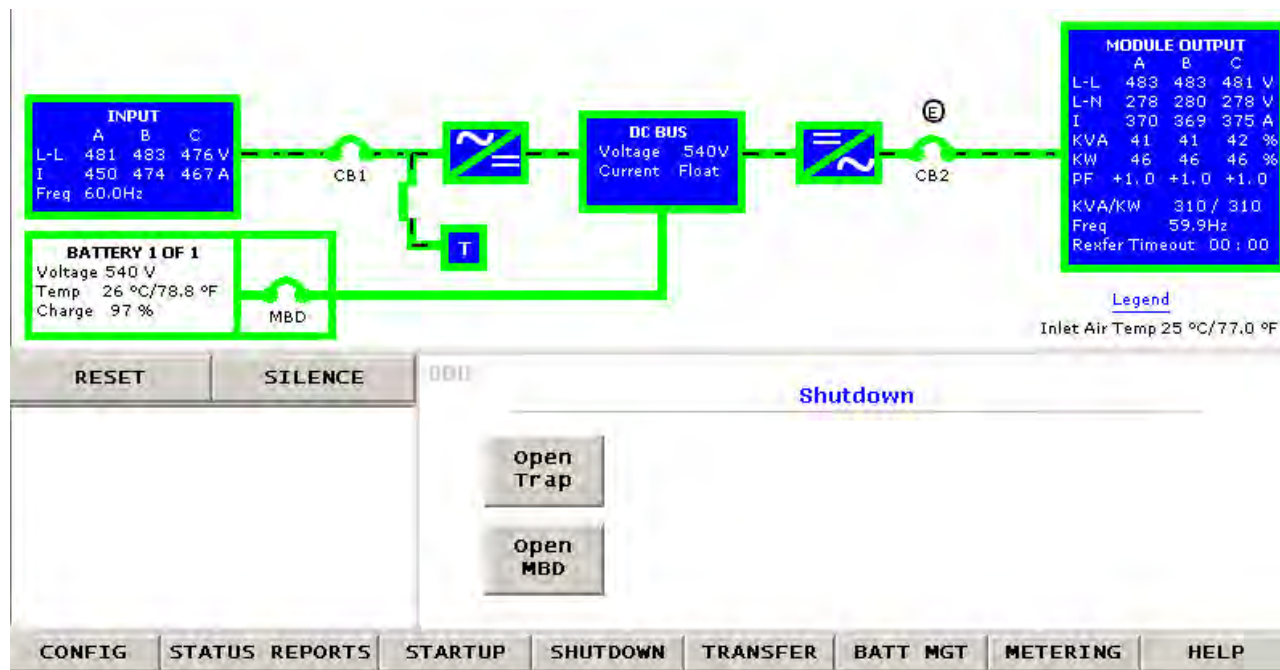 INPUT
A B C
L-L 481 483 476 V
I 450 474 467 A
Freq 60.0Hz
CB1
T
DC BUS
Voltage 540V
Current Float
E
CB2
MODULE OUTPUT
A B C
L-L 483 483 481 V
L-N 278 280 278 V
I 370 369 375 A
KVA 41 41 42 %
KW 46 46 46 %
PF +1.0 +1.0 +1.0
KVA/KW 310 / 310
Freq 59.9Hz
Rexfer Timeout 00 : 00
BATTERY 1 OF 1
Voltage 540 V
Temp 26 °C/78.8 °F
Charge 97 %
MBD
Legend
Inlet Air Temp 25 °C/77.0 °F
RESET SILENCE
Shutdown
Open
Trap
Open
MBD
CONFIG STATUS REPORTS STARTUP SHUTDOWN TRANSFER BATT MGT METERING HELP